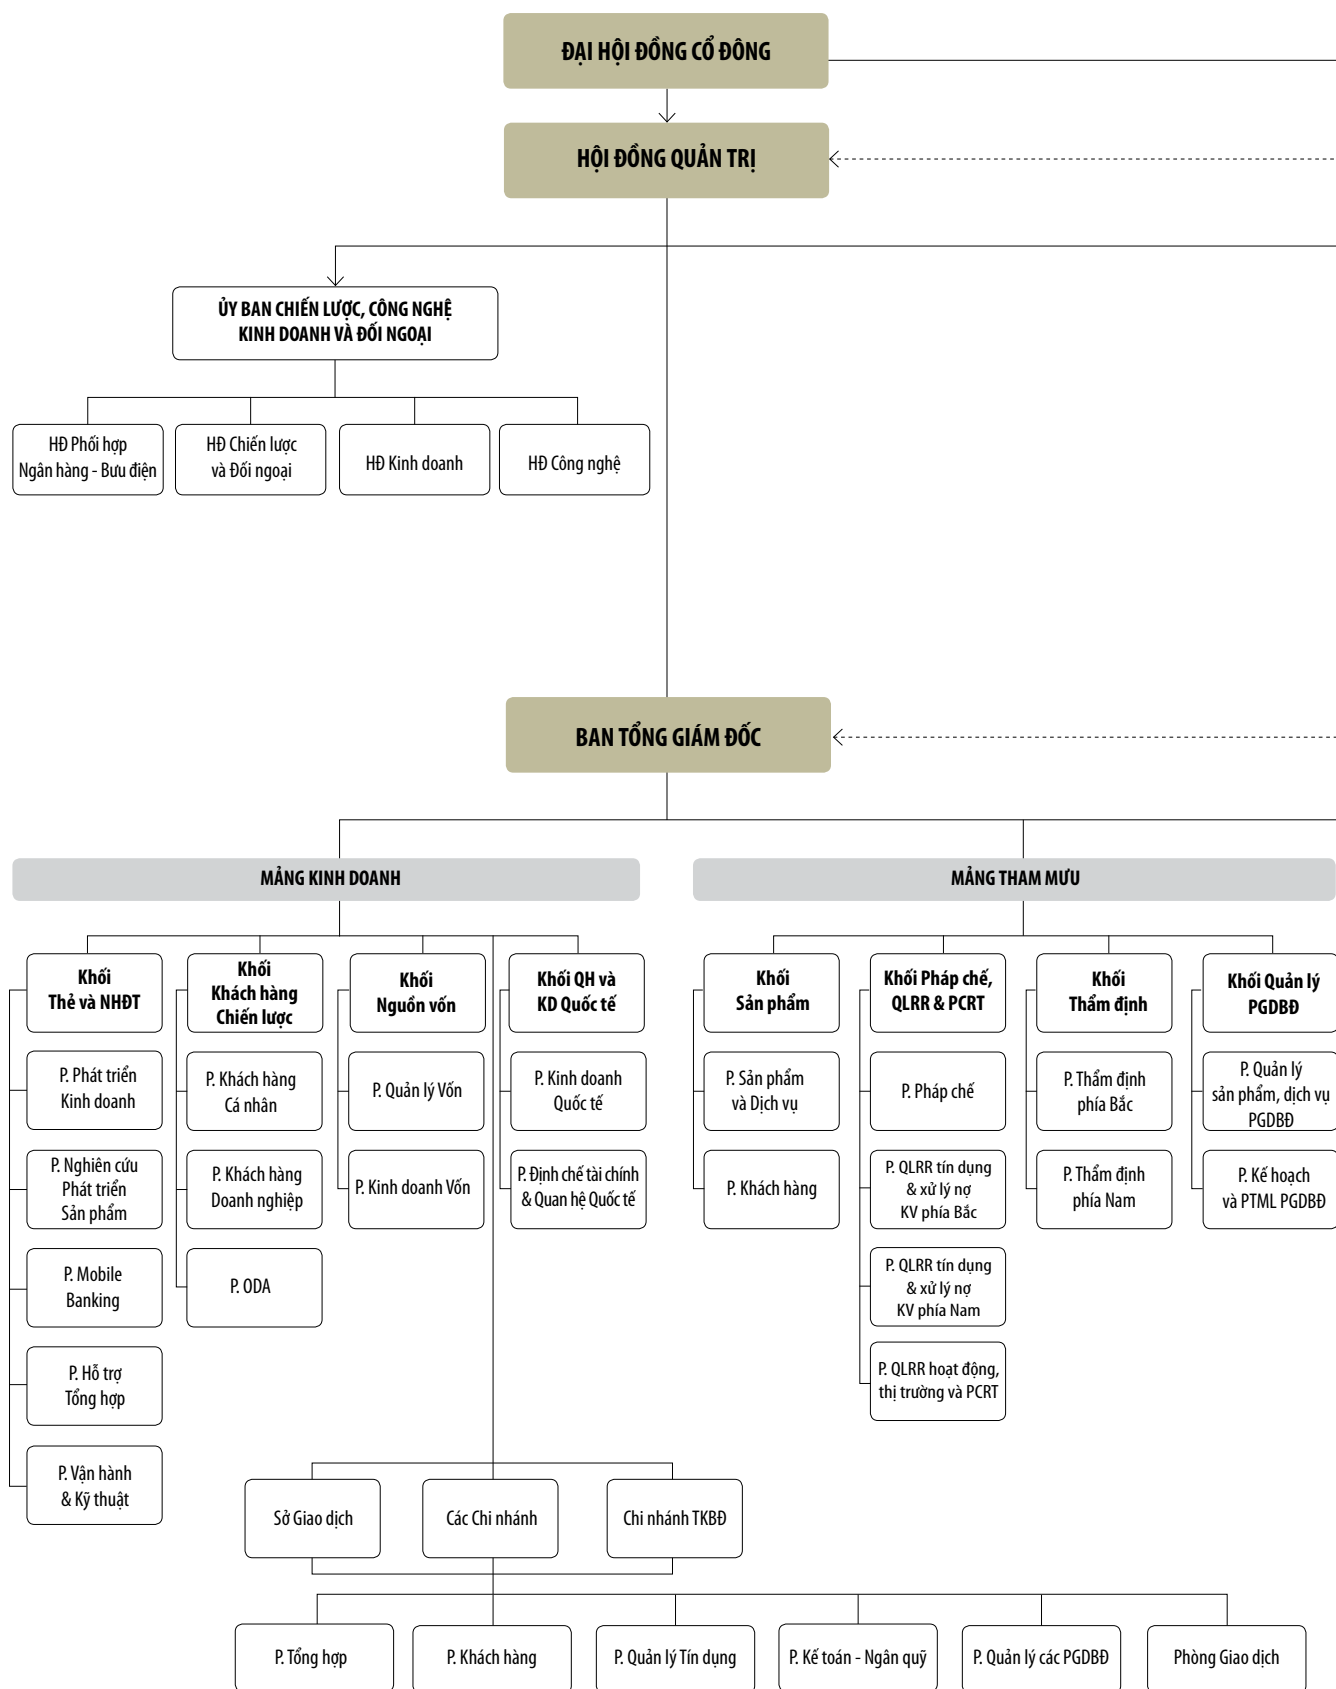 ĐẠI HỘI ĐỒNG CỔ ĐÔNG
HỘI ĐỒNG QUẢN TRỊ
ỦY BAN CHIẾN LƯỢC, CÔNG NGHỆ
KINH DOANH VÀ ĐỐI NGOẠI
HĐ Phối hợp
Ngân hàng - Bưu điện
HĐ Chiến lược
và Đối ngoại
HĐ Kinh doanh
HĐ Công nghệ
BAN TỔNG GIÁM ĐỐC
MẢNG KINH DOANH
MẢNG THAM MƯU
Khối
Thẻ và NHĐT
Khối
Khách hàng
Chiến lược
Khối
Nguồn vốn
Khối QH và
KD Quốc tế
Khối
Sản phẩm
Khối Pháp chế,
QLRR & PCRT
Khối
Thẩm định
Khối Quản lý
PGDBĐ
P. Phát triển
Kinh doanh
P. Khách hàng
Cá nhân
P. Quản lý Vốn
P. Kinh doanh
Quốc tế
P. Sản phẩm
và Dịch vụ
P. Pháp chế
P. Thẩm định
phía Bắc
P. Quản lý
sản phẩm, dịch vụ
PGDBĐ
P. Nghiên cứu
Phát triển
Sản phẩm
P. Khách hàng
Doanh nghiệp
P. Kinh doanh Vốn
P. Định chế tài chính
& Quan hệ Quốc tế
P. Khách hàng
P. QLRR tín dụng
& xử lý nợ
KV phía Bắc
P. Thẩm định
phía Nam
P. Kế hoạch
và PTML PGDBĐ
P. Mobile
Banking
P. ODA
P. QLRR tín dụng
& xử lý nợ
KV phía Nam
P. Hỗ trợ
Tổng hợp
P. QLRR hoạt động,
thị trường và PCRT
P. Vận hành
& Kỹ thuật
Sở Giao dịch
Các Chi nhánh
Chi nhánh TKBĐ
P. Tổng hợp
P. Khách hàng
P. Quản lý Tín dụng
P. Kế toán - Ngân quỹ
P. Quản lý các PGDBĐ
Phòng Giao dịch